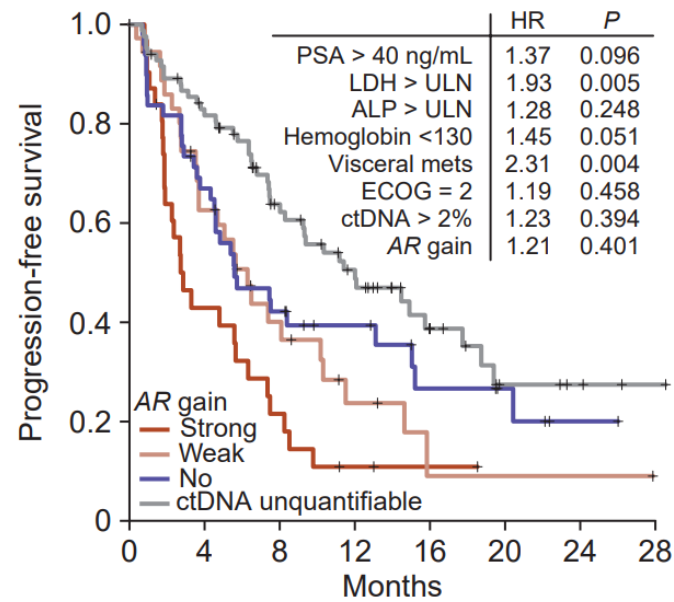 HR P
PSA > 40 ng/mL 1.37 0.096
LDH > ULN 1.93 0.005
ALP > ULN 1.28 0.248
Hemoglobin <130 1.45 0.051
Visceral mets 2.31 0.004
ECOG = 2 1.19 0.458
ctDNA > 2% 1.23 0.394
AR gain 1.21 0.401
Progression-free survival
1.0
0.8
0.6
0.4
0.2
0
AR gain
Strong
Weak
No
ctDNA unquantifiable
0 4 8 12 16 20 24 28
Months